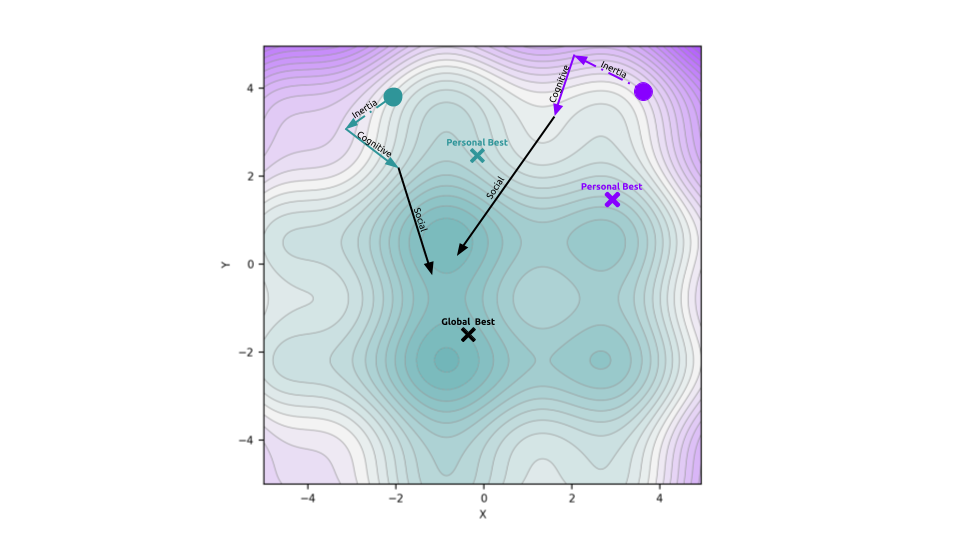 Inertia
Cognitive
Inertia
Cognitive
Personal Best
Personal Best
Social
Social
Global Best
Y
4
2
0
−2
−4
−4
−2
0
2
4
X